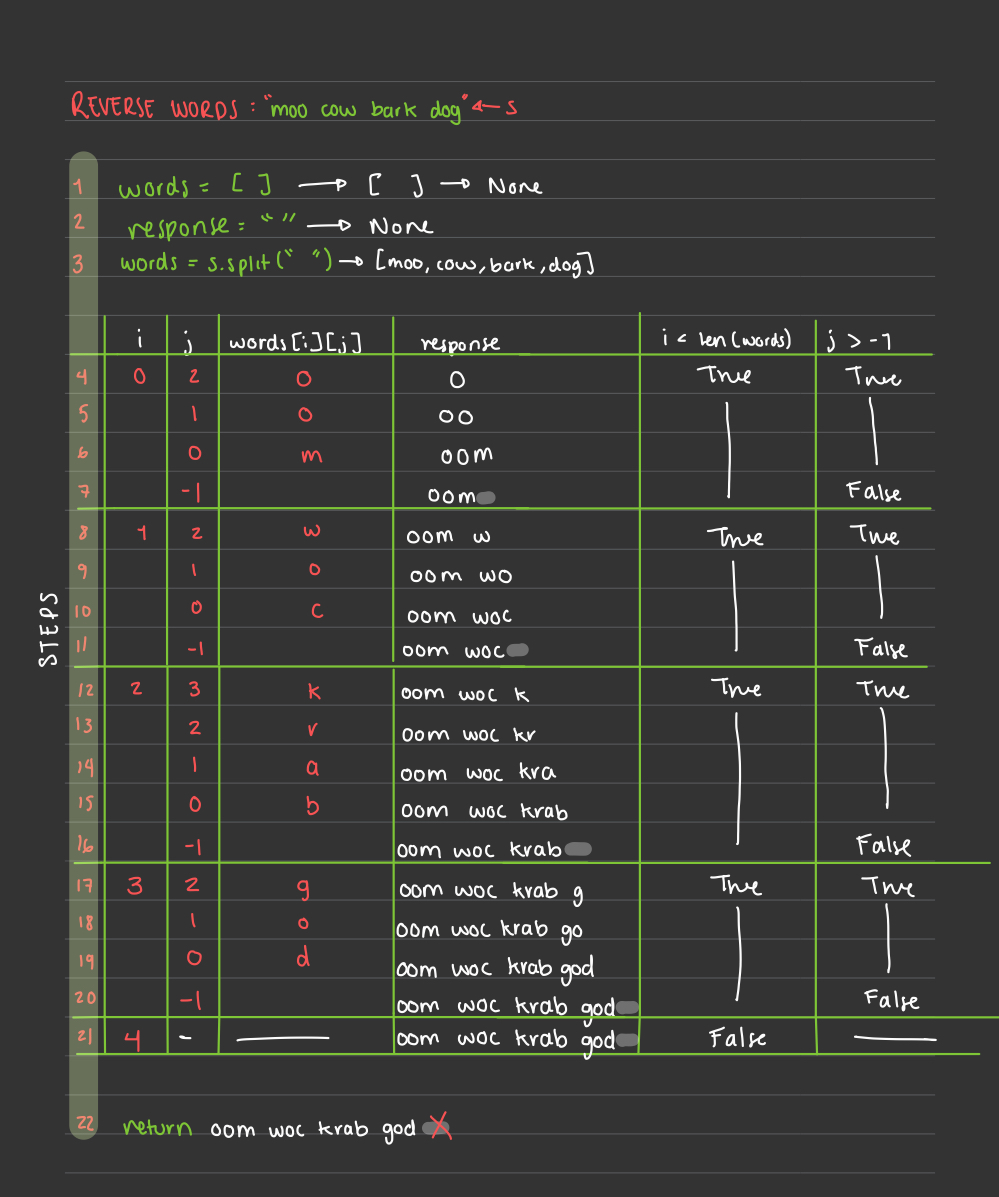 REVERSE WORDS : "moo cow bark dog" ← s
1 words = [ ] → [ ] → None
2 response = " " → None
3 words = s.split(" ") → [moo, cow, bark, dog]
i j words[i][j] response i < len(words) j > -1
4 0 2 o o True True
5 1 o oo
6 0 m oom
7 -1 oom False
8 1 2 w oom w True True
9 1 o oom wo
10 0 c oom woc
11 -1 oom woc False
12 2 3 k oom woc k True True
13 2 r oom woc kr
14 1 a oom woc kra
15 0 b oom woc krab
16 -1 oom woc krab False
17 3 2 g oom woc krab g True True
18 1 o oom woc krab go
19 0 d oom woc krab god
20 -1 oom woc krab god False
21 4 - — oom woc krab god False —
22 return oom woc krab god
STEPS